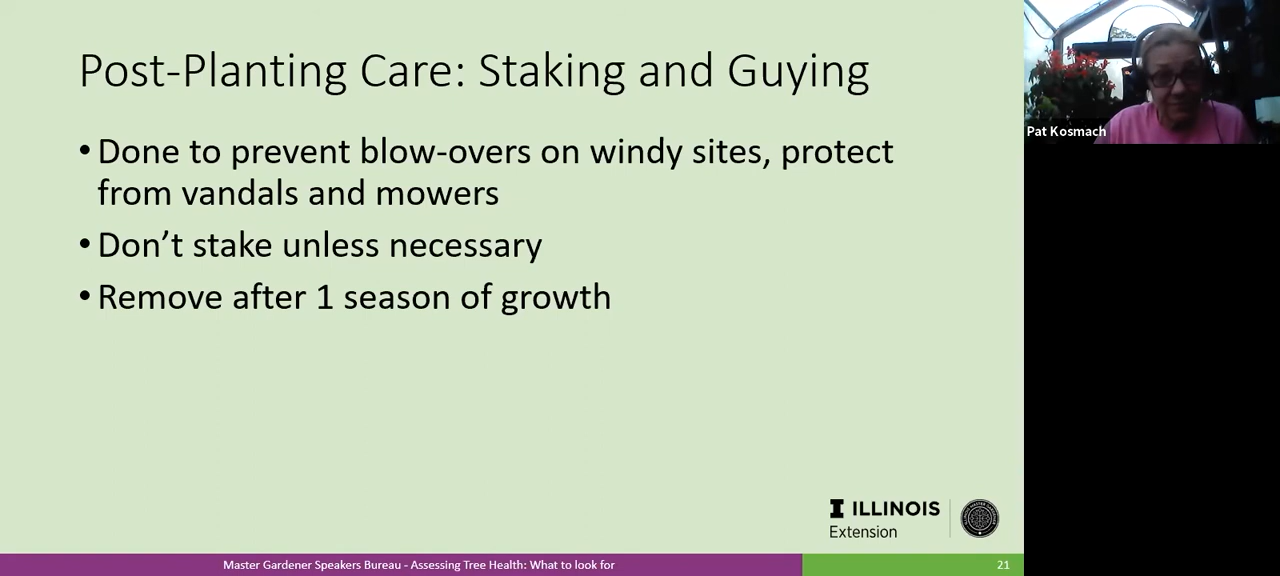 Post-Planting Care: Staking and Guying
• Done to prevent blow-overs on windy sites, protect
from vandals and mowers
• Don’t stake unless necessary
• Remove after 1 season of growth
Pat Kosmach
I ILLINOIS
Extension
Master Gardener Speakers Bureau - Assessing Tree Health: What to look for
21